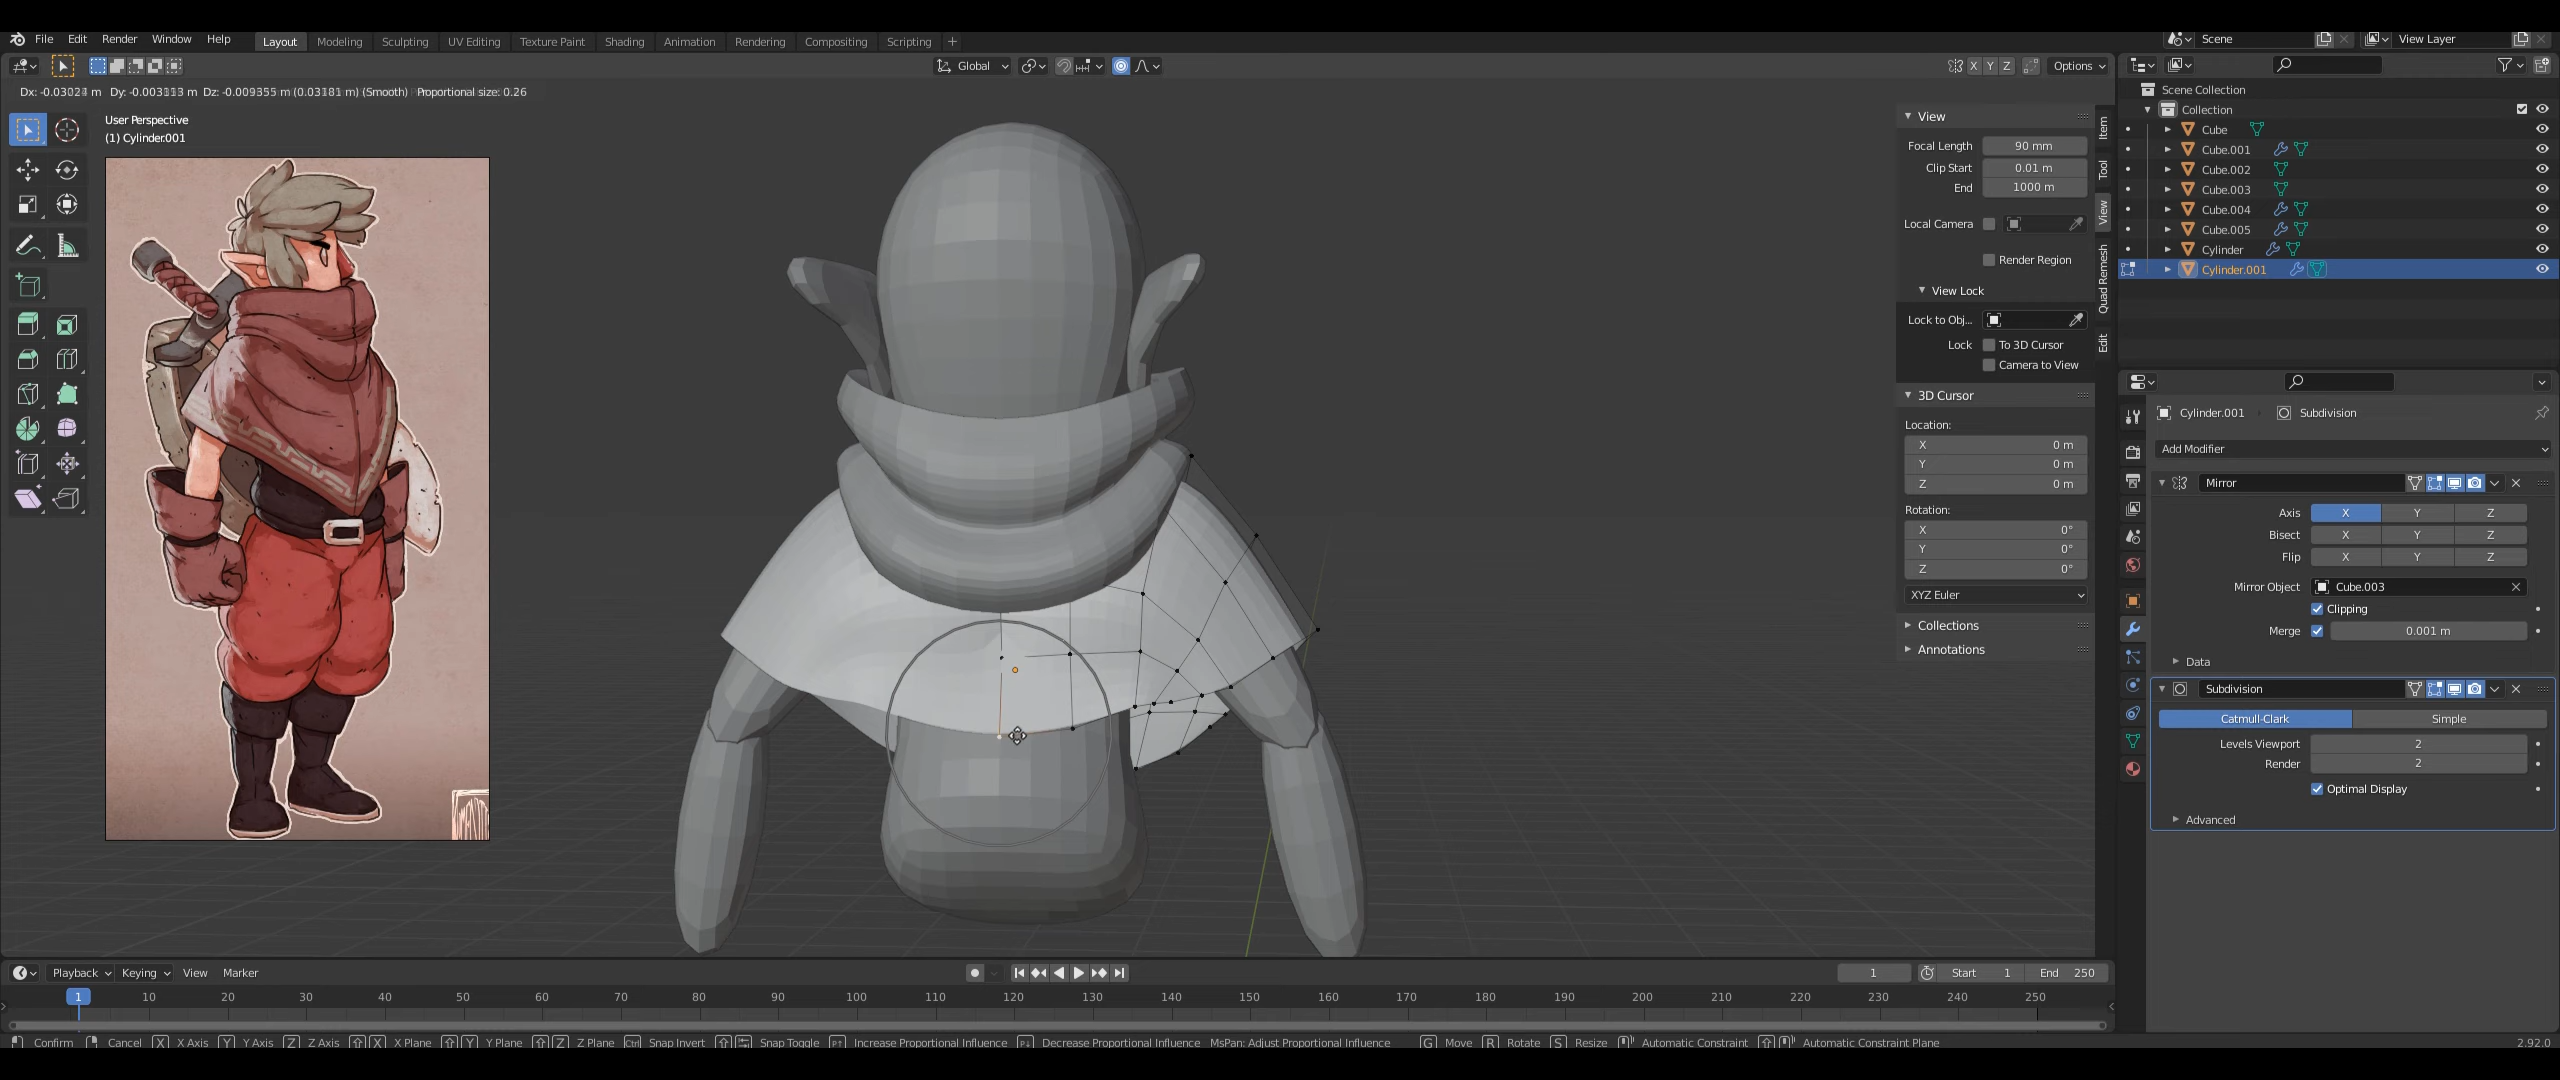 File Edit Render Window Help Layout Modeling Sculpting UV Editing Texture Paint Shading Animation Rendering Compositing Scripting + Scene View Layer
Global X Y Z Options
Dx: -0.03024 m Dy: -0.003113 m Dz: -0.009355 m (0.03181 m) (Smooth) Proportional size: 0.26
User Perspective
(1) Cylinder.001
View
Focal Length 90 mm
Clip Start 0.01 m
End 1000 m
Local Camera
Render Region
View Lock
Lock to Obj...
Lock To 3D Cursor
Camera to View
3D Cursor
Location:
X 0 m
Y 0 m
Z 0 m
Rotation:
X 0°
Y 0°
Z 0°
XYZ Euler
Collections
Annotations
Item
Tool
View
Quad Remesh
Edit
Scene Collection
Collection
Cube
Cube.001
Cube.002
Cube.003
Cube.004
Cube.005
Cylinder
Cylinder.001
Cylinder.001 Subdivision
Add Modifier
Mirror
Axis X Y Z
Bisect X Y Z
Flip X Y Z
Mirror Object Cube.003
Clipping
Merge 0.001 m
Data
Subdivision
Catmull-Clark Simple
Levels Viewport 2
Render 2
Optimal Display
Advanced
Playback Keying View Marker 1 Start 1 End 250
1 10 20 30 40 50 60 70 80 90 100 110 120 130 140 150 160 170 180 190 200 210 220 230 240 250
Confirm Cancel X X Axis Y Y Axis Z Z Axis X X Plane Y Y Plane Z Z Plane Ctrl Snap Invert Snap Toggle Increase Proportional Influence Decrease Proportional Influence MsPan: Adjust Proportional Influence G Move R Rotate S Resize Automatic Constraint Automatic Constraint Plane 2.92.0